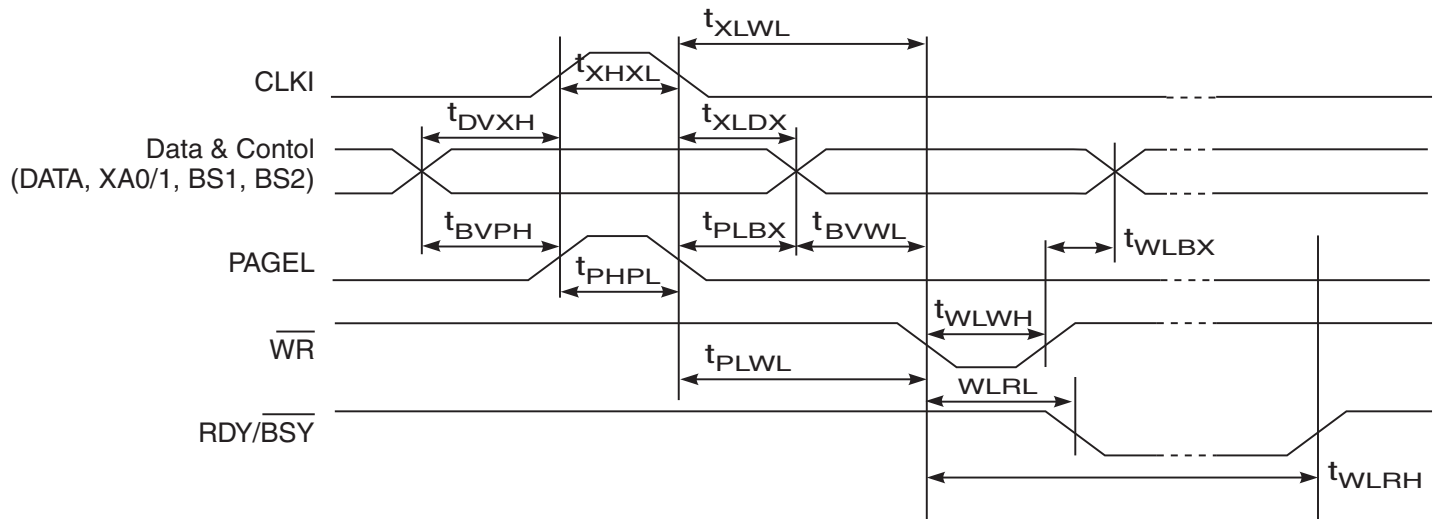 tXLWL
CLKI
tXHXL
tDVXH
tXLDX
Data & Contol
(DATA, XA0/1, BS1, BS2)
tBVPH
tPLBX
tBVWL
tWLBX
PAGEL
tPHPL
tWLWH
WR
tPLWL
WLRL
RDY/BSY
tWLRH